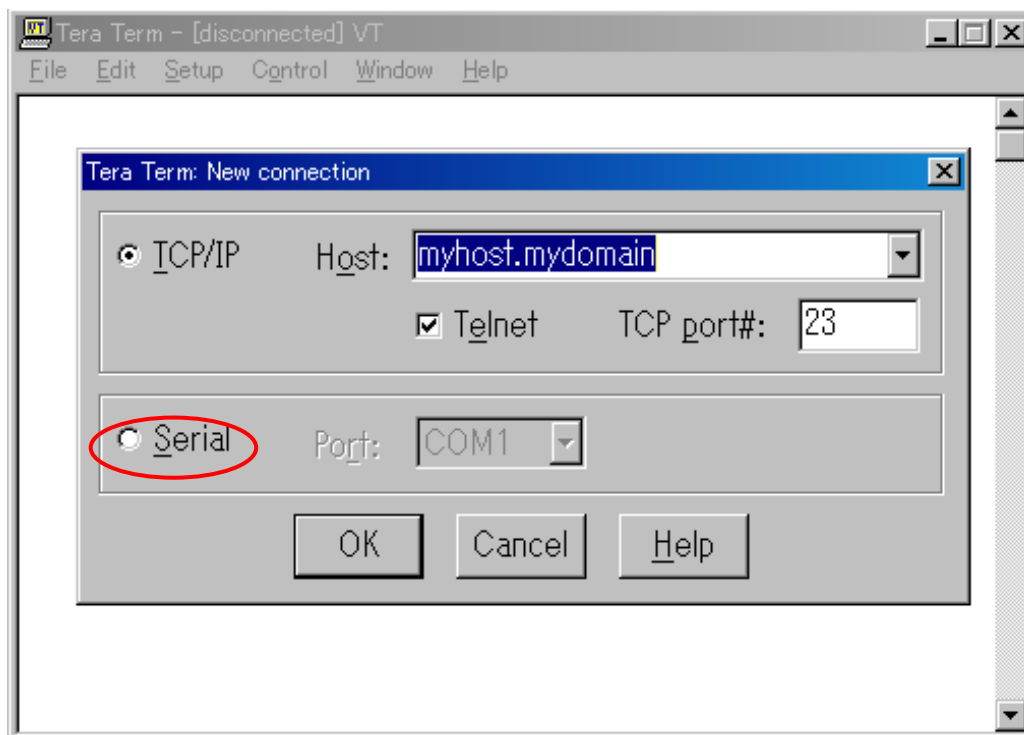 Tera Term - [disconnected] VT
File Edit Setup Control Window Help
Tera Term: New connection
TCP/IP Host: myhost.mydomain
Telnet TCP port#: 23
Serial Port: COM1
OK Cancel Help